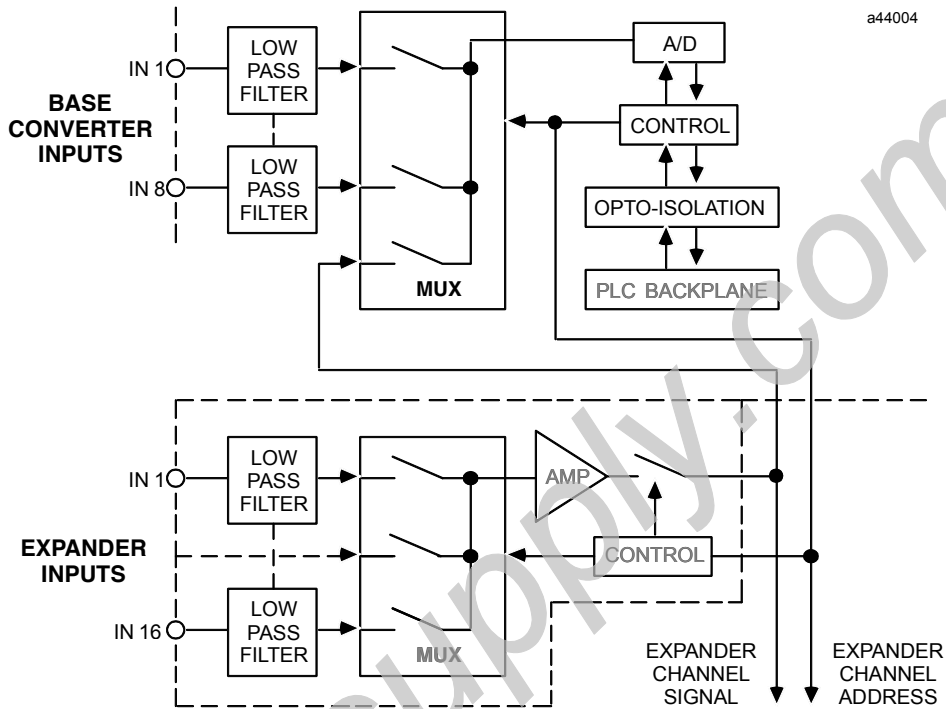 a44004
IN 1
LOW
PASS
FILTER
A/D
BASE
CONVERTER
INPUTS
CONTROL
IN 8
LOW
PASS
FILTER
OPTO-ISOLATION
MUX
PLC BACKPLANE
IN 1
LOW
PASS
FILTER
AMP
EXPANDER
INPUTS
CONTROL
IN 16
LOW
PASS
FILTER
MUX
EXPANDER
CHANNEL
SIGNAL
EXPANDER
CHANNEL
ADDRESS
supply.com